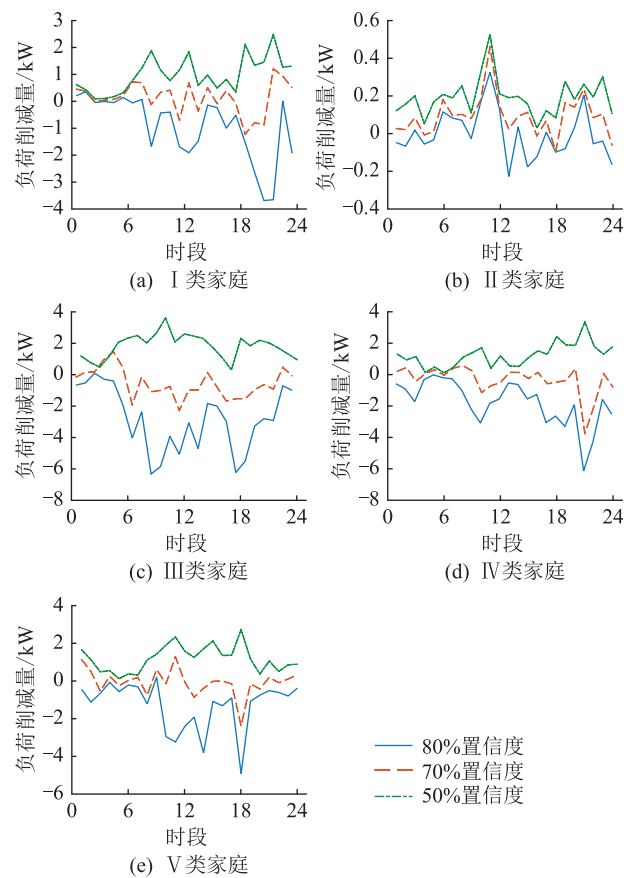 负荷削减量/kW
3
2
1
0
−1
−2
−3
−4
0 6 12 18 24
时段
(a) Ⅰ类家庭
负荷削减量/kW
0.6
0.4
0.2
0
−0.2
−0.4
0 6 12 18 24
时段
(b) Ⅱ类家庭
负荷削减量/kW
4
2
0
−2
−4
−6
−8
0 6 12 18 24
时段
(c) Ⅲ类家庭
负荷削减量/kW
4
2
0
−2
−4
−6
−8
0 6 12 18 24
时段
(d) Ⅳ类家庭
负荷削减量/kW
4
2
0
−2
−4
−6
0 6 12 18 24
时段
(e) Ⅴ类家庭
80%置信度
70%置信度
50%置信度